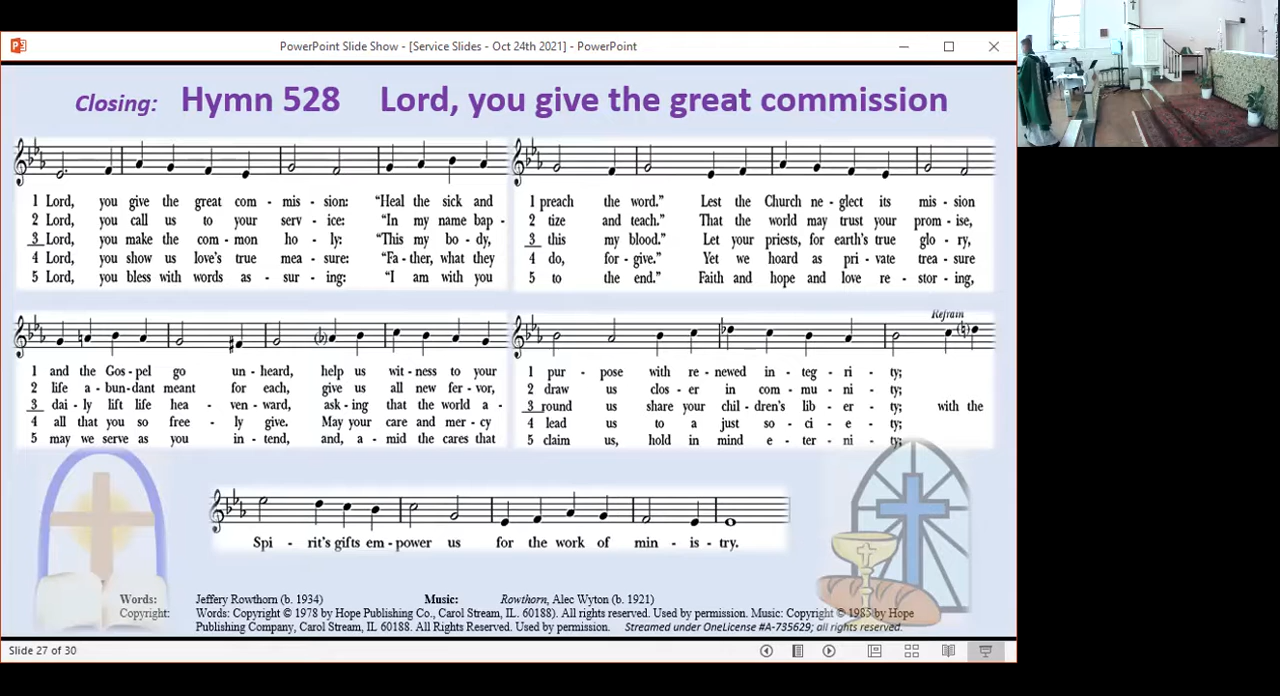 PowerPoint Slide Show - [Service Slides - Oct 24th 2021] - PowerPoint
Closing: Hymn 528 Lord, you give the great commission
1 Lord, you give the great com - mis - sion: “Heal the sick and
2 Lord, you call us to your serv - ice: “In my name bap -
3 Lord, you make the com - mon ho - ly: “This my bo - dy,
4 Lord, you show us love's true mea - sure: “Fa - ther, what they
5 Lord, you bless with words as - sur - ing: “I am with you
1 preach the word.” Lest the Church ne - glect its mis - sion
2 tize and teach.” That the world may trust your prom - ise,
3 this my blood.” Let your priests, for earth's true glo - ry,
4 do, for - give.” Yet we hoard as pri - vate trea - sure
5 to the end.” Faith and hope and love re - stor - ing,
1 and the Gos - pel go un - heard, help us wit - ness to your
2 life a - bun - dant meant for each, give us all new fer - vor,
3 dai - ly lift life hea - ven - ward, ask - ing that the world a -
4 all that you so free - ly give. May your care and mer - cy
5 may we serve as you in - tend, and, a - mid the cares that
Refrain
1 pur - pose with re - newed in - teg - ri - ty;
2 draw us clos - er in com - mu - ni - ty;
3 round us share your chil - dren's lib - er - ty; with the
4 lead us to a just so - ci - e - ty;
5 claim us, hold in mind e - ter - ni - ty;
Spi - rit's gifts em - power us for the work of min - is - try.
Words: Jeffery Rowthorn (b. 1934) Music: Rowthorn, Alec Wyton (b. 1921)
Copyright: Words: Copyright © 1978 by Hope Publishing Co., Carol Stream, IL. 60188). All rights reserved. Used by permission. Music: Copyright © 1985 by Hope
Publishing Company, Carol Stream, IL 60188. All Rights Reserved. Used by permission. Streamed under OneLicense #A-735629; all rights reserved.
Slide 27 of 30